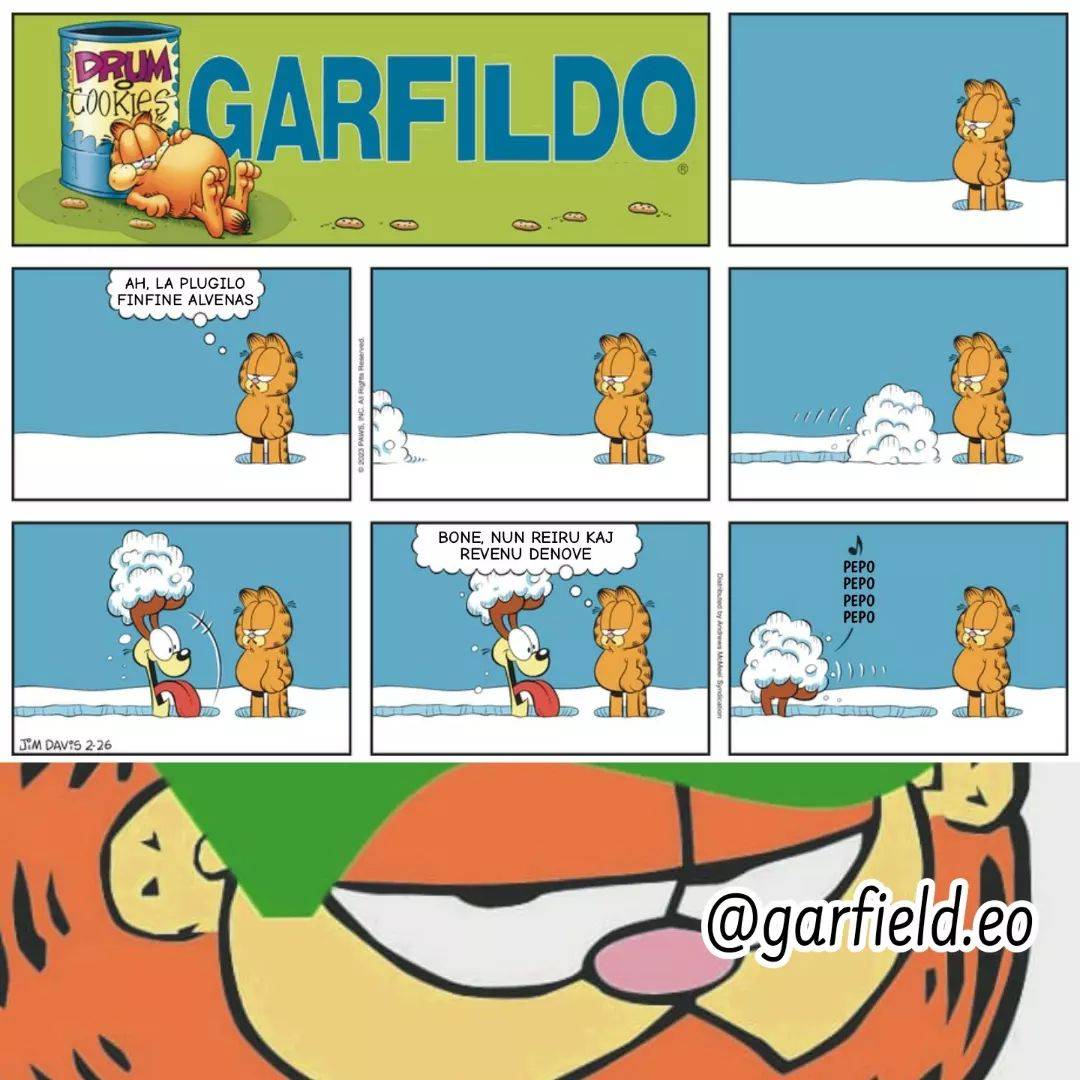 DRUM
O
COOKIES
GARFILDO
®
AH, LA PLUGILO
FINFINE ALVENAS
© 2023 PAWS, INC. All Rights Reserved.
JIM DAVIS 2-26
BONE, NUN REIRU KAJ
REVENU DENOVE
Distributed by Andrews McMeel Syndication
♪
PEPO
PEPO
PEPO
PEPO
@garfield.eo